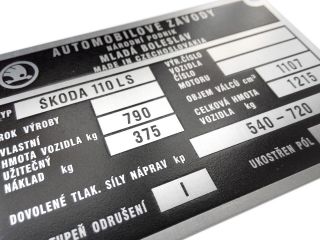 AUTOMOBILOVÉ ZÁVODY
NÁRODNÍ PODNIK
MLADÁ BOLESLAV
MADE IN CZECHOSLOVAKIA
TYP ŠKODA 110 LS
VÝR. ČÍSLO
VOZIDLA
ČÍSLO
MOTORU
ROK VÝROBY
OBJEM VÁLCŮ cm³ 1107
VLASTNÍ
HMOTA VOZIDLA kg 790
CELKOVÁ HMOTA
VOZIDLA kg 1215
UŽITEČNÝ
NÁKLAD kg 375
DOVOLENÉ TLAK. SÍLY NÁPRAV kp 540-720
STUPEŇ ODRUŠENÍ I
UKOSTŘEN PÓL